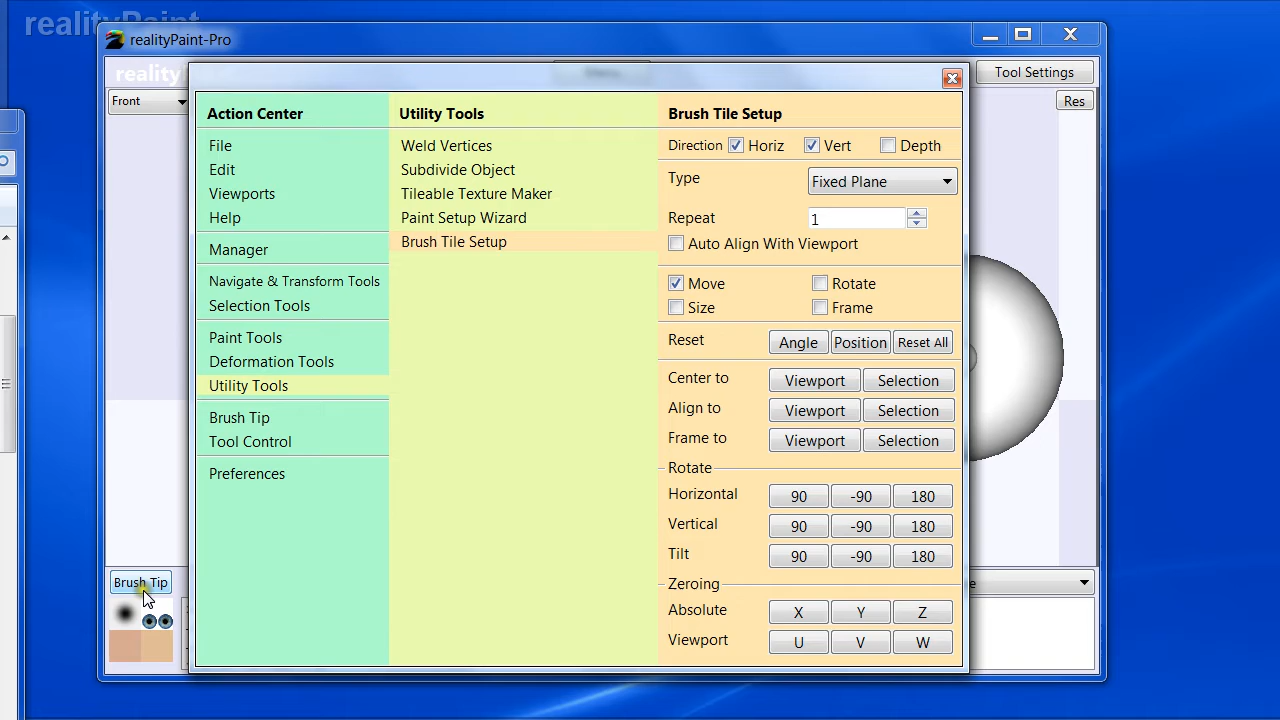 realityPaint
realityPaint-Pro
reality
Tool Settings
Front
Res
Action Center
File
Edit
Viewports
Help
Manager
Navigate & Transform Tools
Selection Tools
Paint Tools
Deformation Tools
Utility Tools
Brush Tip
Tool Control
Preferences
Utility Tools
Weld Vertices
Subdivide Object
Tileable Texture Maker
Paint Setup Wizard
Brush Tile Setup
Brush Tile Setup
Direction Horiz Vert Depth
Type Fixed Plane
Repeat 1
Auto Align With Viewport
Move Rotate
Size Frame
Reset Angle Position Reset All
Center to Viewport Selection
Align to Viewport Selection
Frame to Viewport Selection
Rotate
Horizontal 90 -90 180
Vertical 90 -90 180
Tilt 90 -90 180
Zeroing
Absolute X Y Z
Viewport U V W
Brush Tip